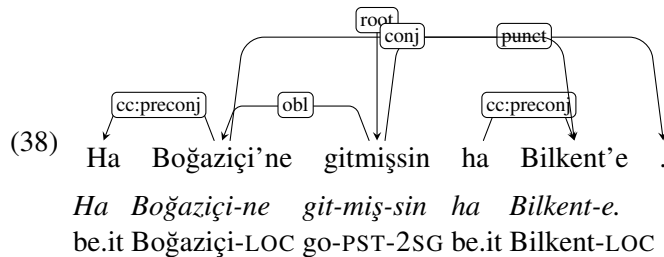 root
conj punct
cc:preconj obl cc:preconj
(38) Ha Boğaziçi'ne gitmişsin ha Bilkent'e .
Ha Boğaziçi-ne git-miş-sin ha Bilkent-e.
be.it Boğaziçi-LOC go-PST-2SG be.it Bilkent-LOC